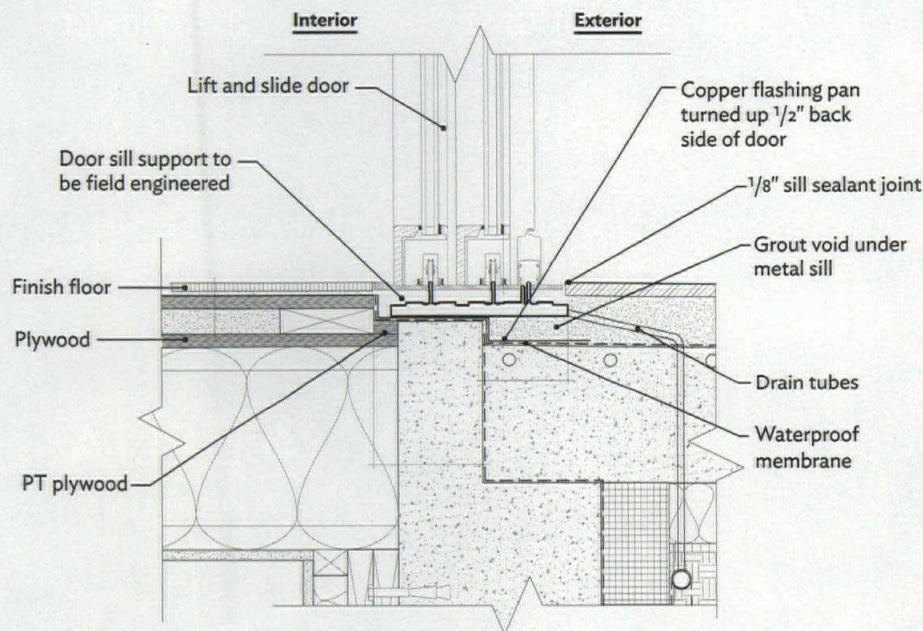 Interior
Exterior
Lift and slide door
Copper flashing pan
turned up 1/2" back
side of door
Door sill support to
be field engineered
1/8" sill sealant joint
Grout void under
metal sill
Finish floor
Plywood
Drain tubes
Waterproof
membrane
PT plywood